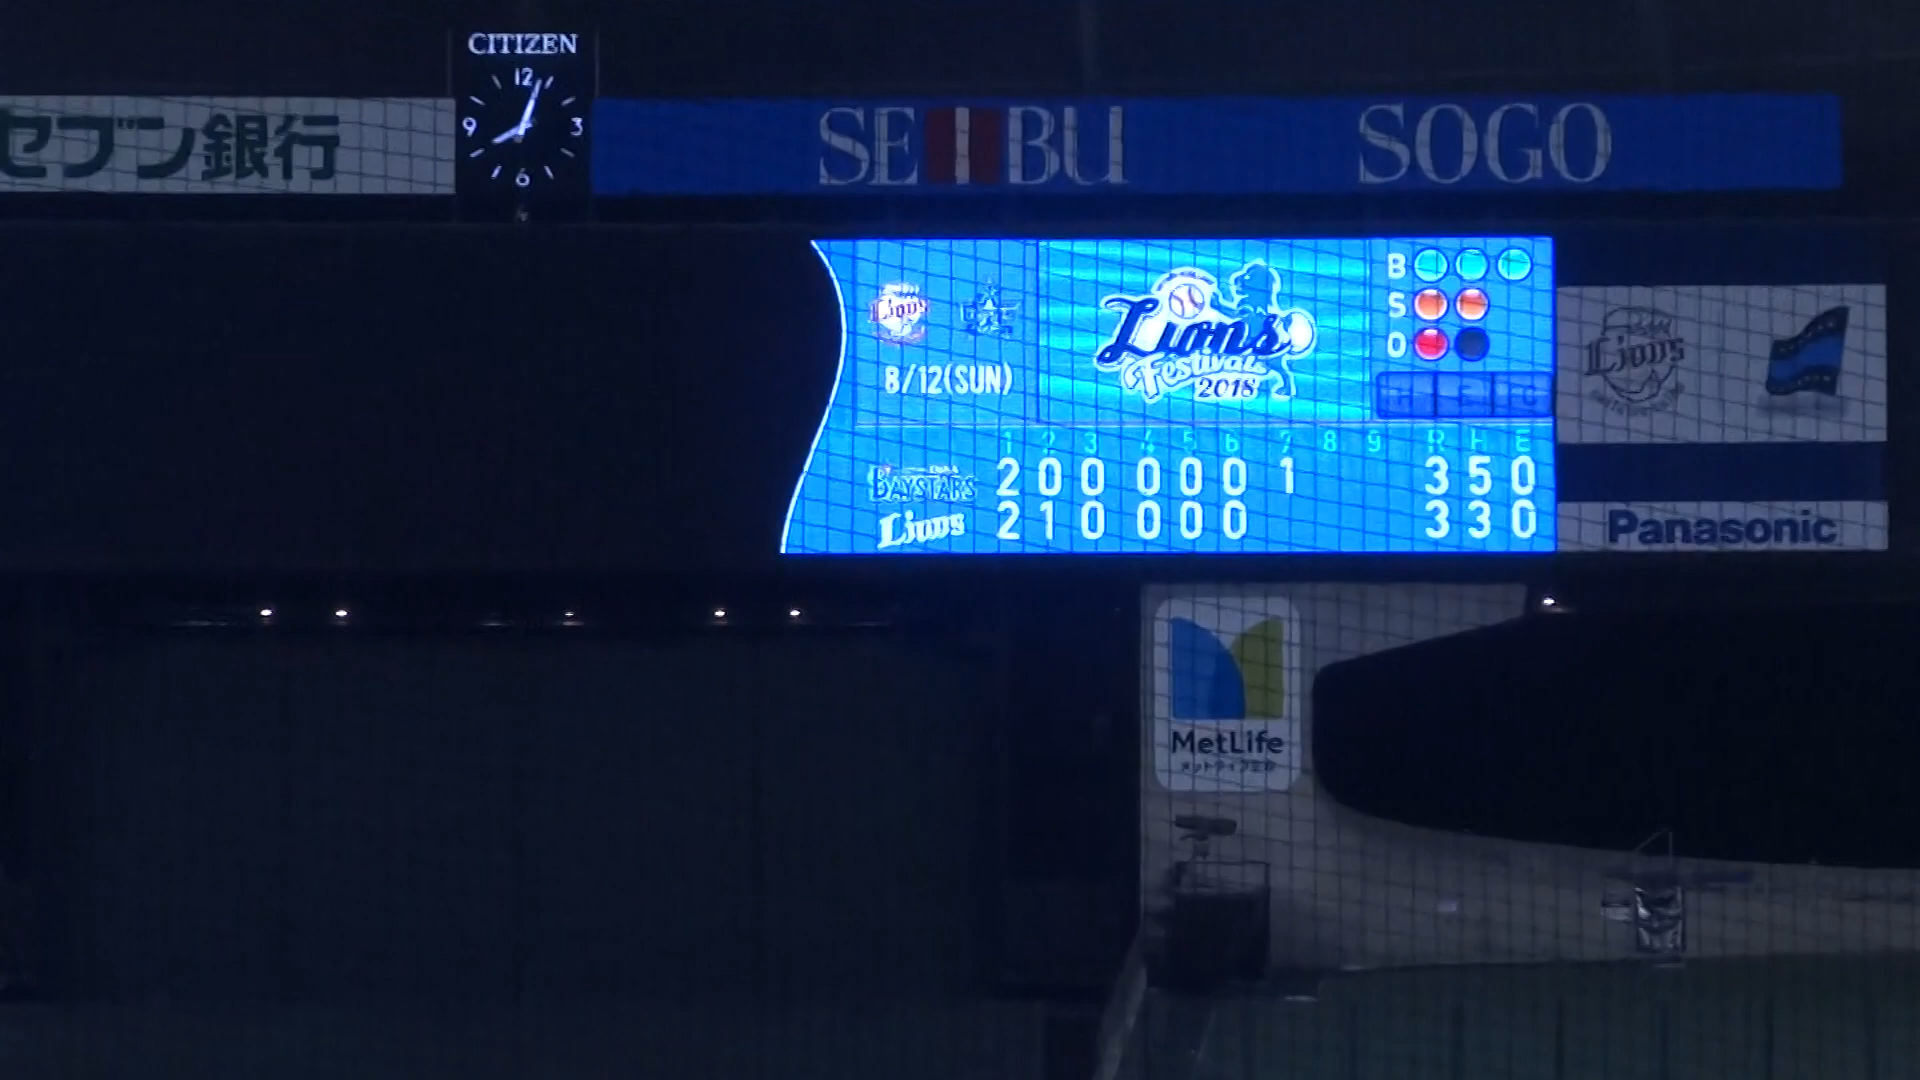 CITIZEN
12
9 3
6
セブン銀行
SEIBU SOGO
Lions
8/12(SUN)
Lions
Festivals
2018
B
S
O
1 2 3 4 5 6 7 8 9 R H E
BAYSTARS 2 0 0 0 0 0 1 3 5 0
Lions 2 1 0 0 0 0 3 3 0
Lions
Panasonic
MetLife